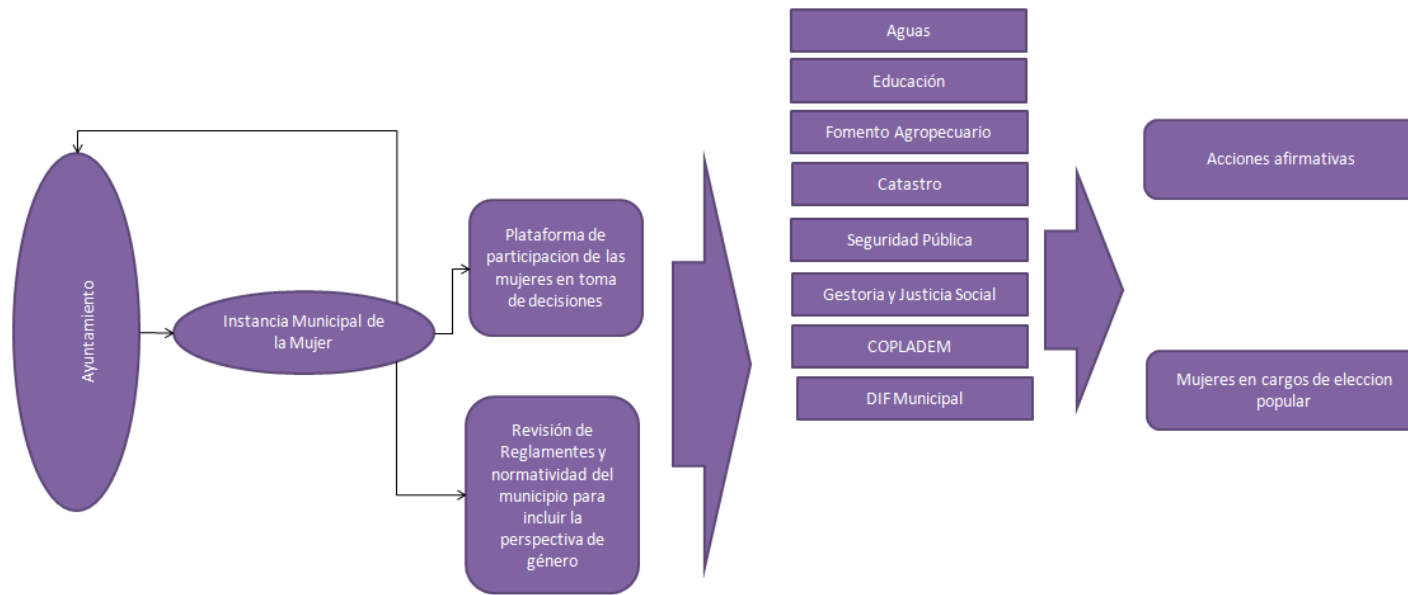 Ayuntamiento
Instancia Municipal de
la Mujer
Plataforma de
participacion de las
mujeres en toma
de decisiones
Revisión de
Reglamentes y
normatividad del
municipio para
incluir la
perspectiva de
género
Aguas
Educación
Fomento Agropecuario
Catastro
Seguridad Pública
Gestoria y Justicia Social
COPLADEM
DIF Municipal
Acciones afirmativas
Mujeres en cargos de eleccion
popular